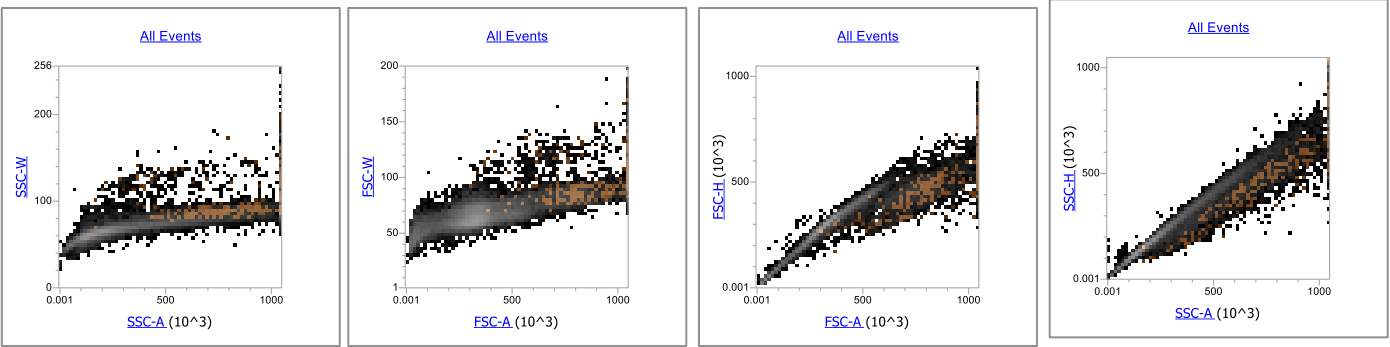 All Events
256
200
100
0
SSC-W
0.001 500 1000
SSC-A (10^3)
All Events
200
150
100
50
1
FSC-W
0.001 500 1000
FSC-A (10^3)
All Events
1000
500
0.001
FSC-H (10^3)
0.001 500 1000
FSC-A (10^3)
All Events
1000
500
0.001
SSC-H (10^3)
0.001 500 1000
SSC-A (10^3)